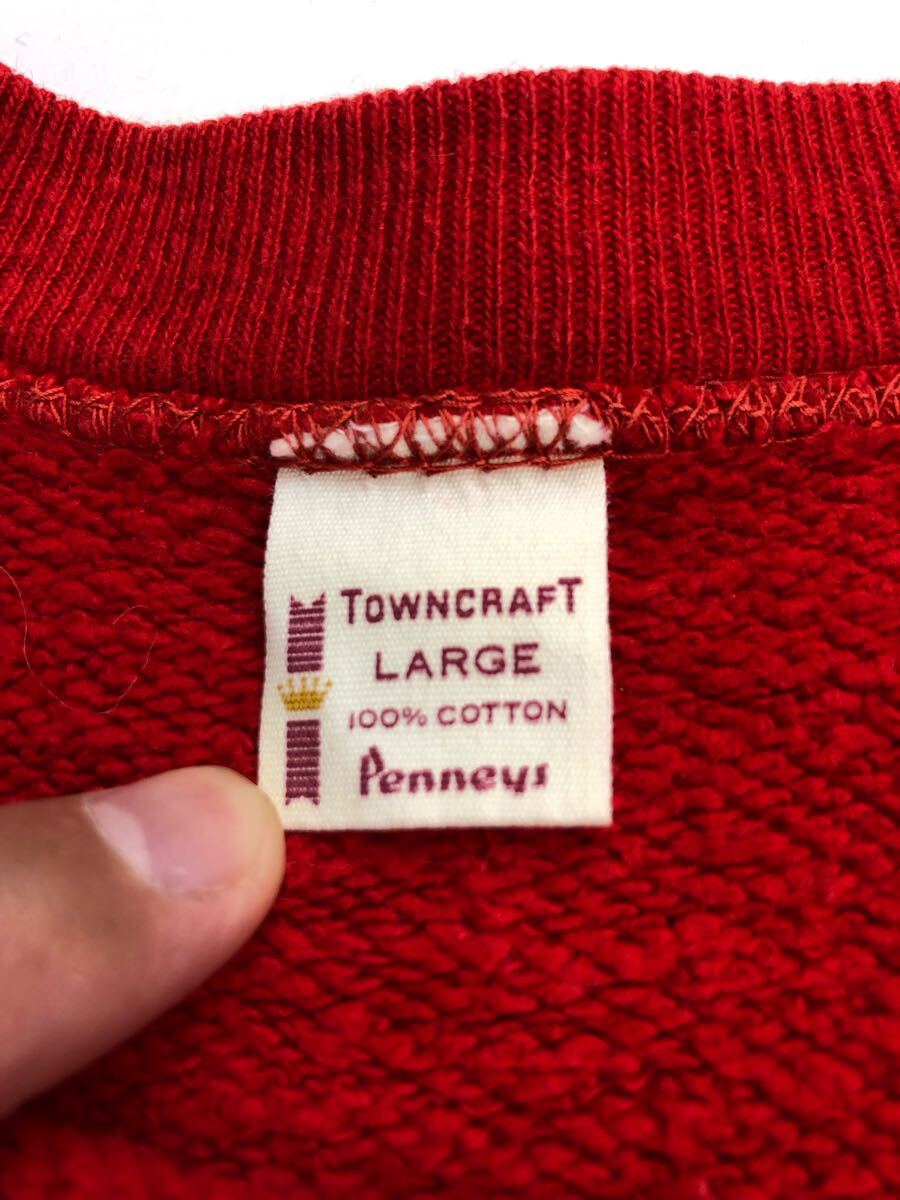 TOWNCRAFT
LARGE
100% COTTON
Penneys